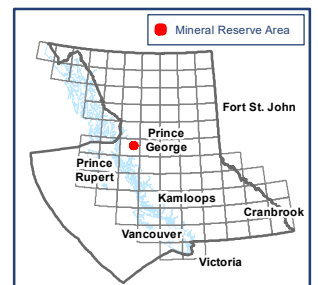 Mineral Reserve Area
Fort St. John
Prince
George
Prince
Rupert
Kamloops
Cranbrook
Vancouver
Victoria